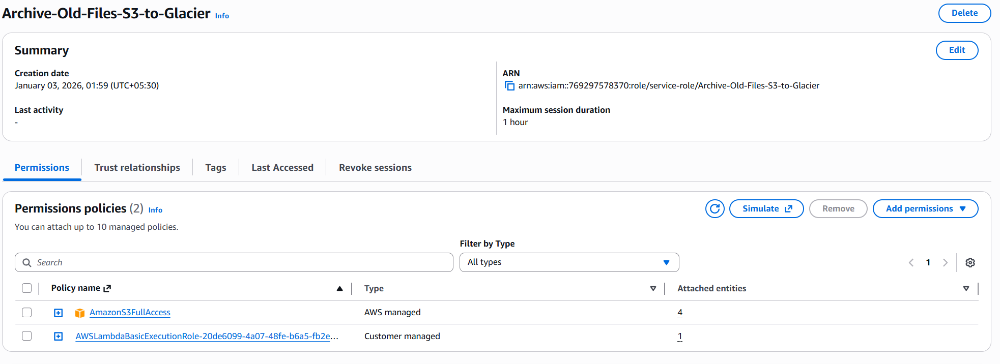 Archive-Old-Files-S3-to-Glacier Info
Delete
Summary
Edit
Creation date
January 03, 2026, 01:59 (UTC+05:30)
ARN
arn:aws:iam::769297578370:role/service-role/Archive-Old-Files-S3-to-Glacier
Last activity
-
Maximum session duration
1 hour
Permissions
Trust relationships
Tags
Last Accessed
Revoke sessions
Permissions policies (2) Info
Simulate
Remove
Add permissions
You can attach up to 10 managed policies.
Filter by Type
Search
All types
1
Policy name
Type
Attached entities
AmazonS3FullAccess
AWS managed
4
AWSLambdaBasicExecutionRole-20de6099-4a07-48fe-b6a5-fb2e...
Customer managed
1